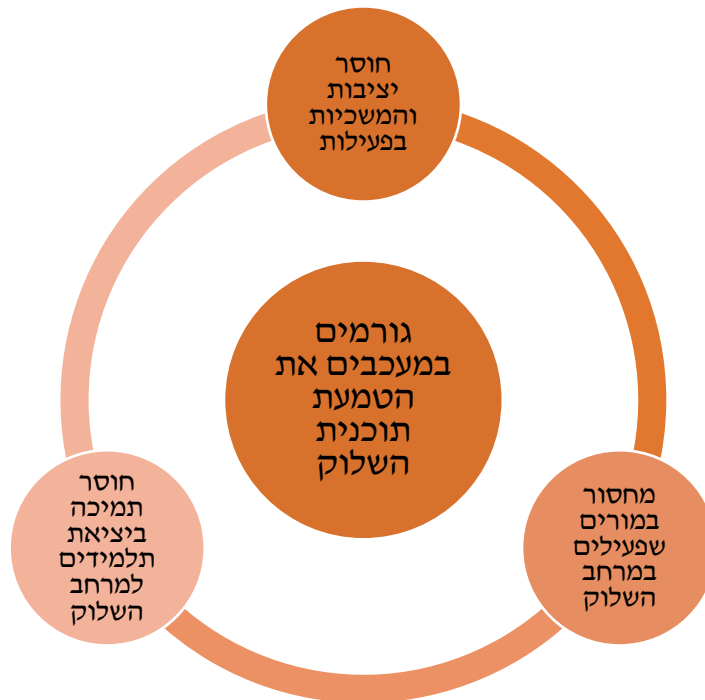 חוסר
יציבות
והמשכיות
בפעילות
גורמים
במעכבים את
הטמעת
תוכנית
השלוק
מחסור
במורים
שפעילים
במרחב
השלוק
חוסר
תמיכה
ביציאת
תלמידים
למרחב
השלוק